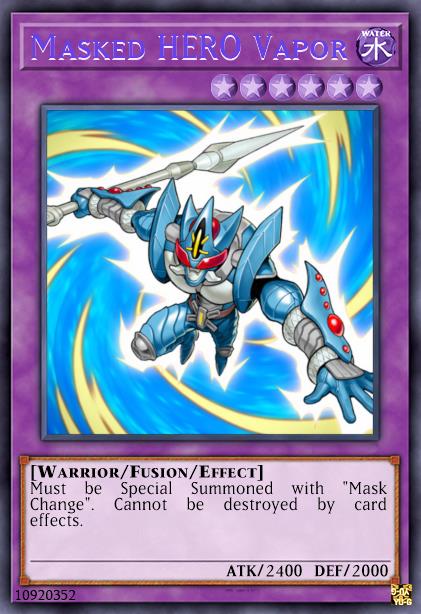 Masked HERO Vapor
WATER
水
[Warrior/Fusion/Effect]
Must be Special Summoned with "Mask
Change". Cannot be destroyed by card
effects.
ATK/2400 DEF/2000
10920352